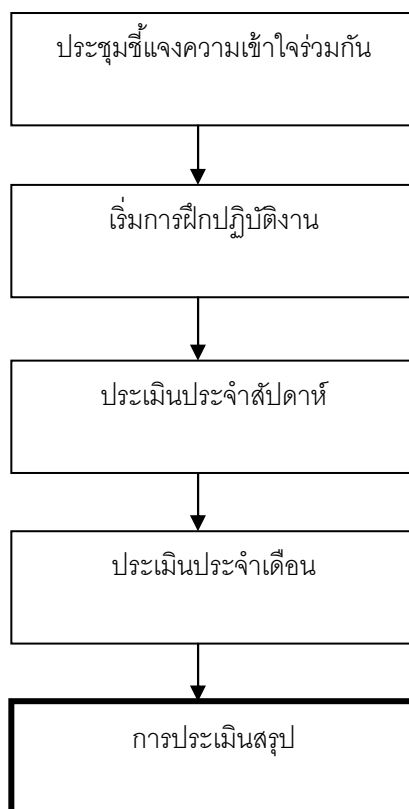 ประชุมชี้แจงความเข้าใจร่วมกัน
เริ่มการฝึกปฏิบัติงาน
ประเมินประจำสัปดาห์
ประเมินประจำเดือน
การประเมินสรุป